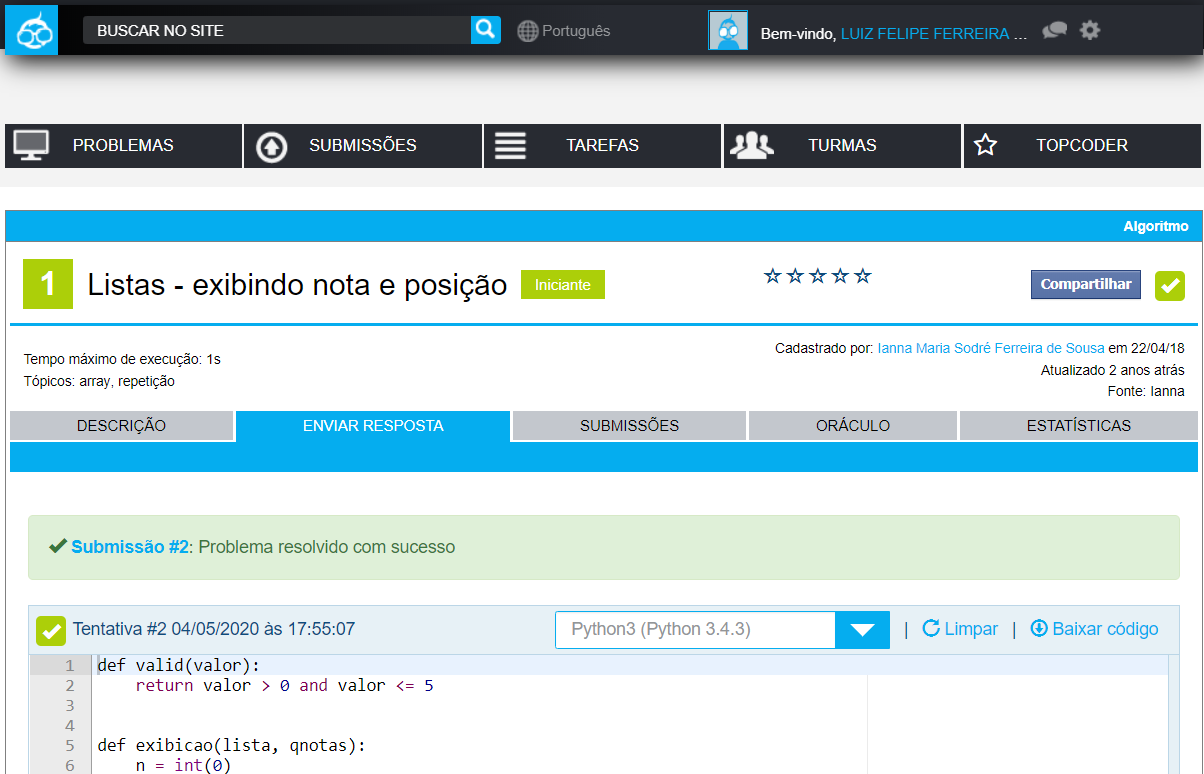 BUSCAR NO SITE
Português
Bem-vindo, LUIZ FELIPE FERREIRA ...
PROBLEMAS
SUBMISSÕES
TAREFAS
TURMAS
TOPCODER
Algoritmo
1
Listas - exibindo nota e posição
Iniciante
Compartilhar
Tempo máximo de execução: 1s
Tópicos: array, repetição
Cadastrado por: Ianna Maria Sodré Ferreira de Sousa em 22/04/18
Atualizado 2 anos atrás
Fonte: Ianna
DESCRIÇÃO
ENVIAR RESPOSTA
SUBMISSÕES
ORÁCULO
ESTATÍSTICAS
Submissão #2: Problema resolvido com sucesso
Tentativa #2 04/05/2020 às 17:55:07
Python3 (Python 3.4.3)
| Limpar | Baixar código
1 def valid(valor):
2 return valor > 0 and valor <= 5
3
4
5 def exibicao(lista, qnotas):
6 n = int(0)